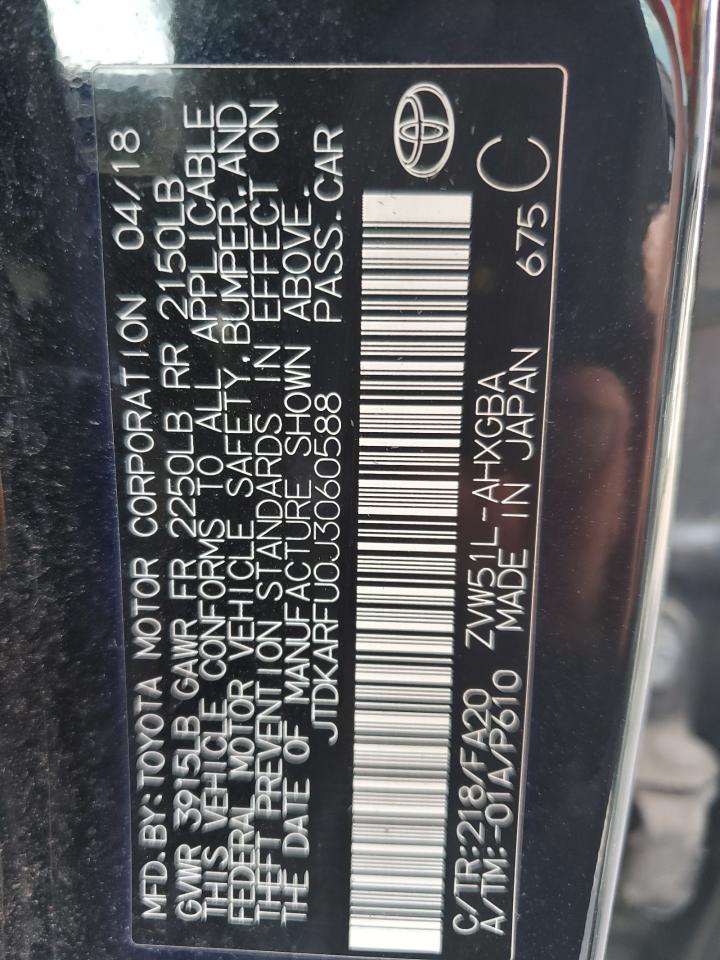 MFD.BY:TOYOTA MOTOR CORPORATION 04/18
GVWR 3915LB GAWR FR 2250LB RR 2150LB
THIS VEHICLE CONFORMS TO ALL APPLICABLE
FEDERAL MOTOR VEHICLE SAFETY,BUMPER,AND
THEFT PREVENTION STANDARDS IN EFFECT ON
THE DATE OF MANUFACTURE SHOWN ABOVE.
JTDKARFU0J3060588 PASS.CAR
C/TR:218/FA20 ZVW51L-AHXGBA
A/TM:-01A/P610 MADE IN JAPAN 675 C